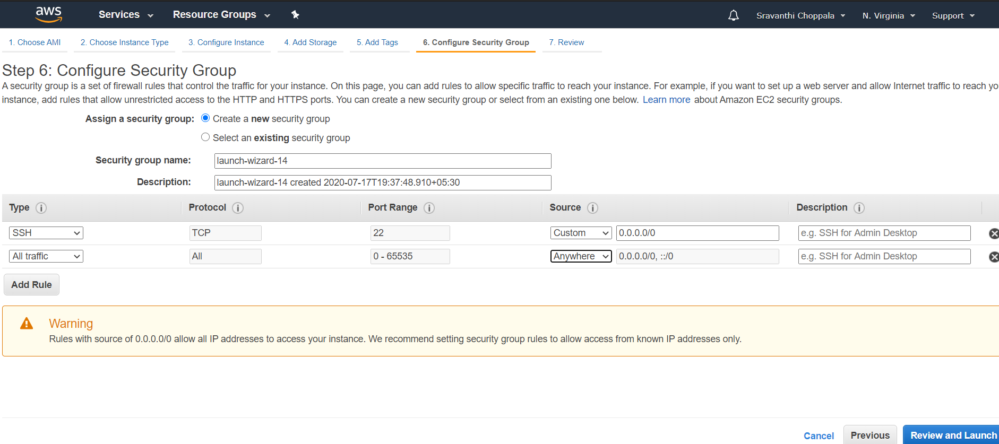 aws Services Resource Groups Sravanthi Choppala N. Virginia Support
1. Choose AMI 2. Choose Instance Type 3. Configure Instance 4. Add Storage 5. Add Tags 6. Configure Security Group 7. Review
Step 6: Configure Security Group
A security group is a set of firewall rules that control the traffic for your instance. On this page, you can add rules to allow specific traffic to reach your instance. For example, if you want to set up a web server and allow Internet traffic to reach yo
instance, add rules that allow unrestricted access to the HTTP and HTTPS ports. You can create a new security group or select from an existing one below. Learn more about Amazon EC2 security groups.
Assign a security group: Create a new security group
Select an existing security group
Security group name: launch-wizard-14
Description: launch-wizard-14 created 2020-07-17T19:37:48.910+05:30
Type i Protocol i Port Range i Source i Description i
SSH TCP 22 Custom 0.0.0.0/0 e.g. SSH for Admin Desktop
All traffic All 0 - 65535 Anywhere 0.0.0.0/0, ::/0 e.g. SSH for Admin Desktop
Add Rule
Warning
Rules with source of 0.0.0.0/0 allow all IP addresses to access your instance. We recommend setting security group rules to allow access from known IP addresses only.
Cancel Previous Review and Launch